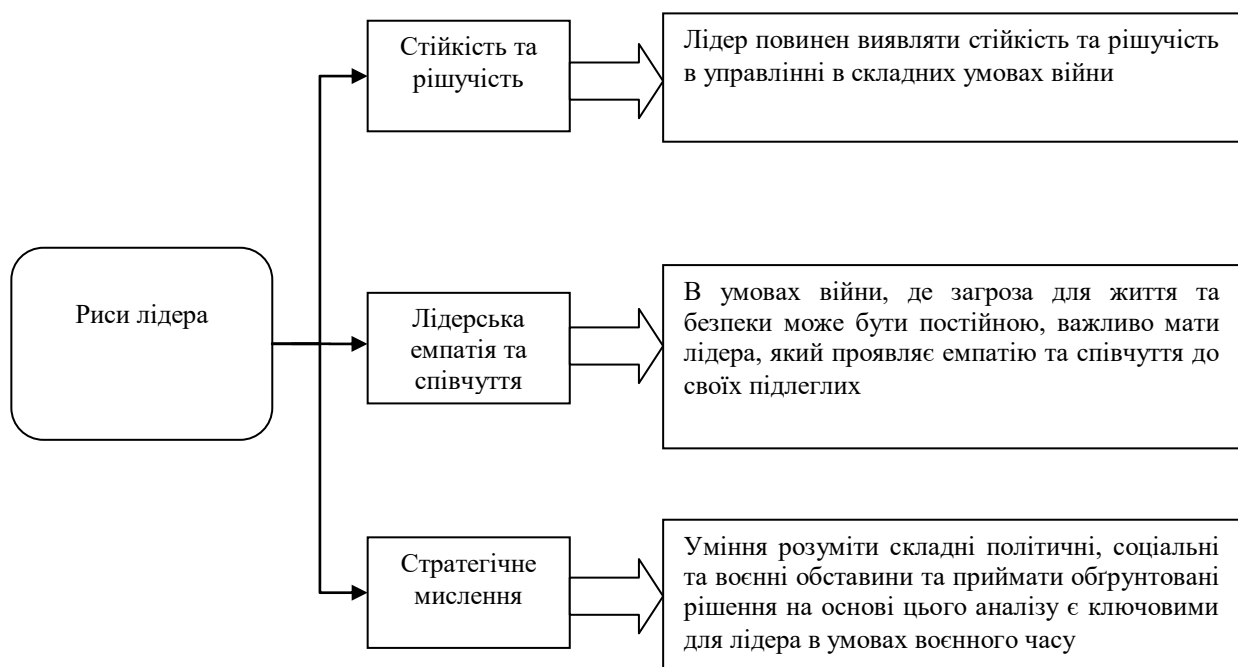 Стійкість та
рішучість
Лідер повинен виявляти стійкість та рішучість
в управлінні в складних умовах війни
Риси лідера
Лідерська
емпатія та
співчуття
В умовах війни, де загроза для життя та
безпеки може бути постійною, важливо мати
лідера, який проявляє емпатію та співчуття до
своїх підлеглих
Стратегічне
мислення
Уміння розуміти складні політичні, соціальні
та воєнні обставини та приймати обґрунтовані
рішення на основі цього аналізу є ключовими
для лідера в умовах воєнного часу